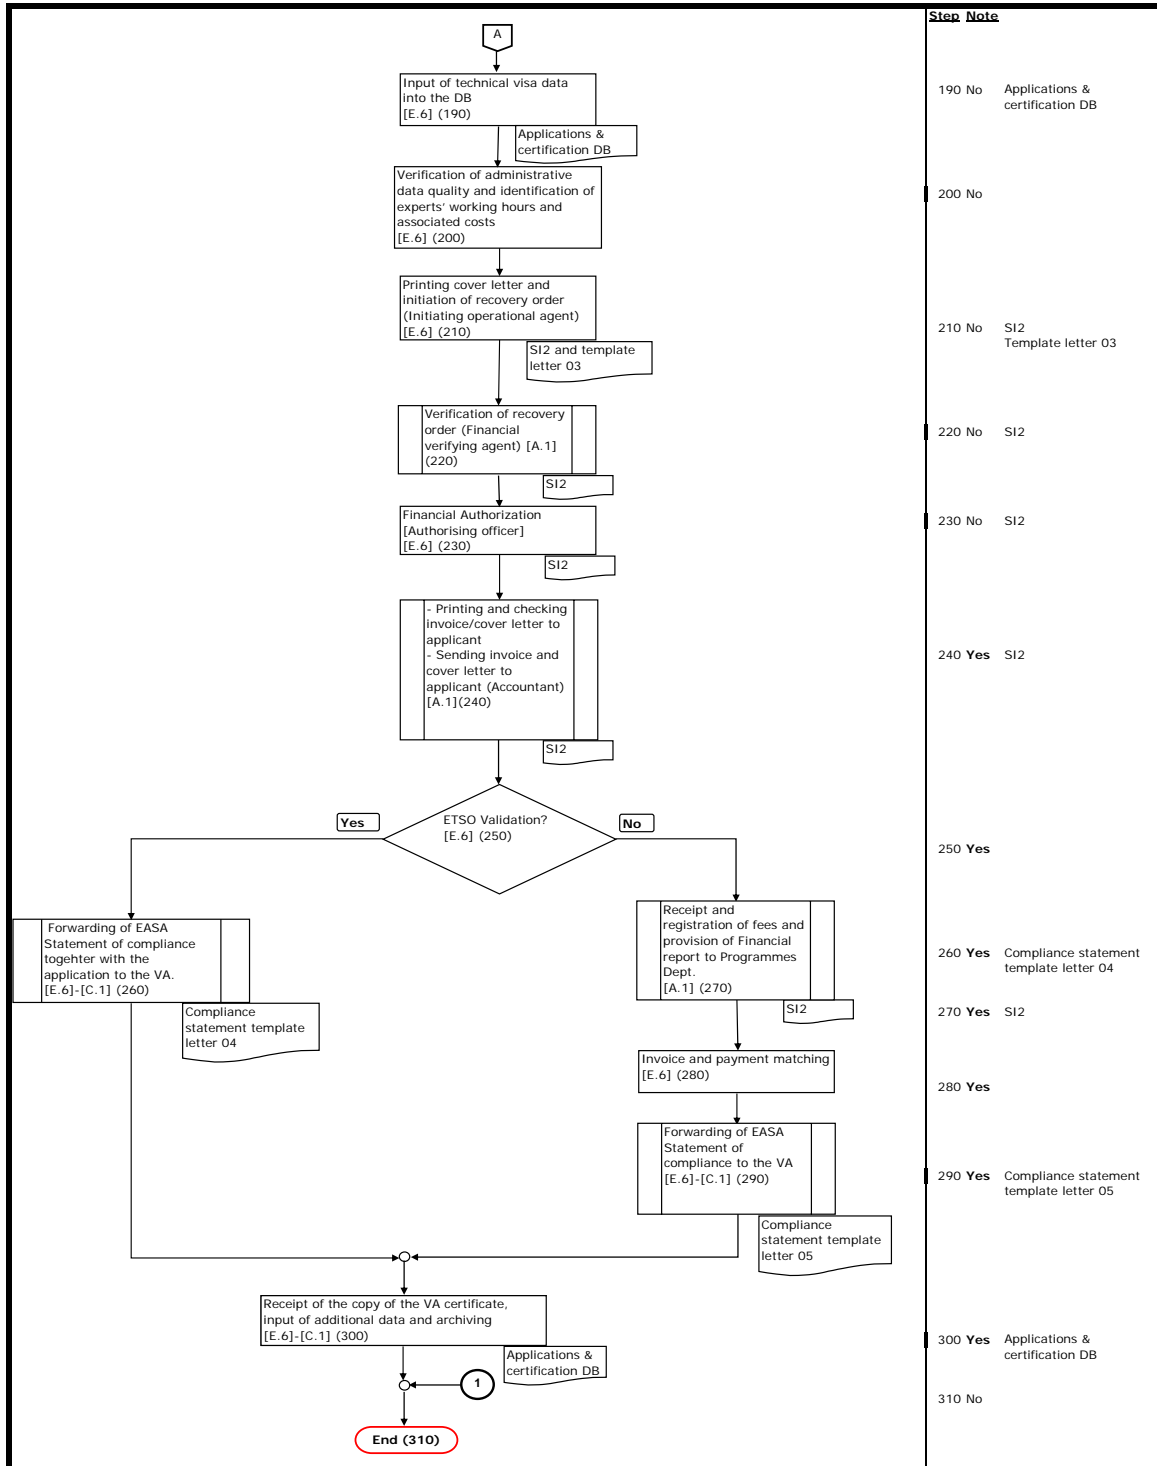 Step Note
A
Input of technical visa data
into the DB
[E.6] (190)
Applications &
certification DB
190 No Applications &
certification DB
Verification of administrative
data quality and identification of
experts' working hours and
associated costs
[E.6] (200)
200 No
Printing cover letter and
initiation of recovery order
(Initiating operational agent)
[E.6] (210)
SI2 and template
letter 03
210 No SI2
Template letter 03
Verification of recovery
order (Financial
verifying agent) [A.1]
(220)
SI2
220 No SI2
Financial Authorization
[Authorising officer]
[E.6] (230)
SI2
230 No SI2
- Printing and checking
invoice/cover letter to
applicant
- Sending invoice and
cover letter to
applicant (Accountant)
[A.1](240)
SI2
240 Yes SI2
Yes
ETSO Validation?
[E.6] (250)
No
250 Yes
Forwarding of EASA
Statement of compliance
togehter with the
application to the VA.
[E.6]-[C.1] (260)
Compliance
statement template
letter 04
260 Yes Compliance statement
template letter 04
Receipt and
registration of fees and
provision of Financial
report to Programmes
Dept.
[A.1] (270)
SI2
270 Yes SI2
Invoice and payment matching
[E.6] (280)
280 Yes
Forwarding of EASA
Statement of
compliance to the VA
[E.6]-[C.1] (290)
Compliance
statement template
letter 05
290 Yes Compliance statement
template letter 05
Receipt of the copy of the VA certificate,
input of additional data and archiving
[E.6]-[C.1] (300)
Applications &
certification DB
300 Yes Applications &
certification DB
1
310 No
End (310)